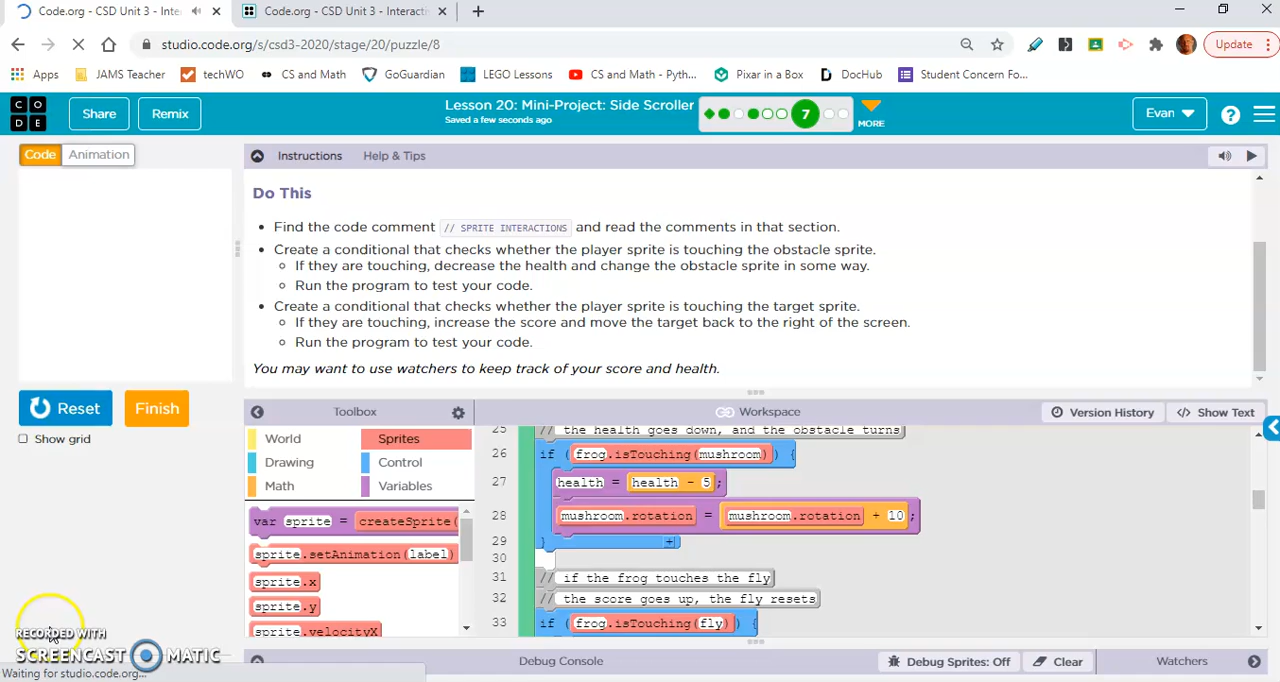 Code.org - CSD Unit 3 - Inte
Code.org - CSD Unit 3 - Interacti
studio.code.org/s/csd3-2020/stage/20/puzzle/8
Update
Apps
JAMS Teacher
techWO
CS and Math
GoGuardian
LEGO Lessons
CS and Math - Pyth...
Pixar in a Box
DocHub
Student Concern Fo...
CODE
Share
Remix
Lesson 20: Mini-Project: Side Scroller
Saved a few seconds ago
7
MORE
Evan
?
Code
Animation
Instructions
Help & Tips
Do This
Find the code comment // SPRITE INTERACTIONS and read the comments in that section.
Create a conditional that checks whether the player sprite is touching the obstacle sprite.
If they are touching, decrease the health and change the obstacle sprite in some way.
Run the program to test your code.
Create a conditional that checks whether the player sprite is touching the target sprite.
If they are touching, increase the score and move the target back to the right of the screen.
Run the program to test your code.
You may want to use watchers to keep track of your score and health.
Reset
Finish
Show grid
Toolbox
Workspace
Version History
</> Show Text
World
Sprites
Drawing
Control
Math
Variables
var sprite = createSprite(
sprite.setAnimation(label)
sprite.x
sprite.y
sprite.velocityX
25 // the health goes down, and the obstacle turns
26 if (frog.isTouching(mushroom)) {
27 health = health - 5;
28 mushroom.rotation = mushroom.rotation + 10;
29 }
30
31 // if the frog touches the fly
32 // the score goes up, the fly resets
33 if (frog.isTouching(fly)) {
RECORDED WITH
SCREENCAST MATIC
Waiting for studio.code.org...
Debug Console
Debug Sprites: Off
Clear
Watchers